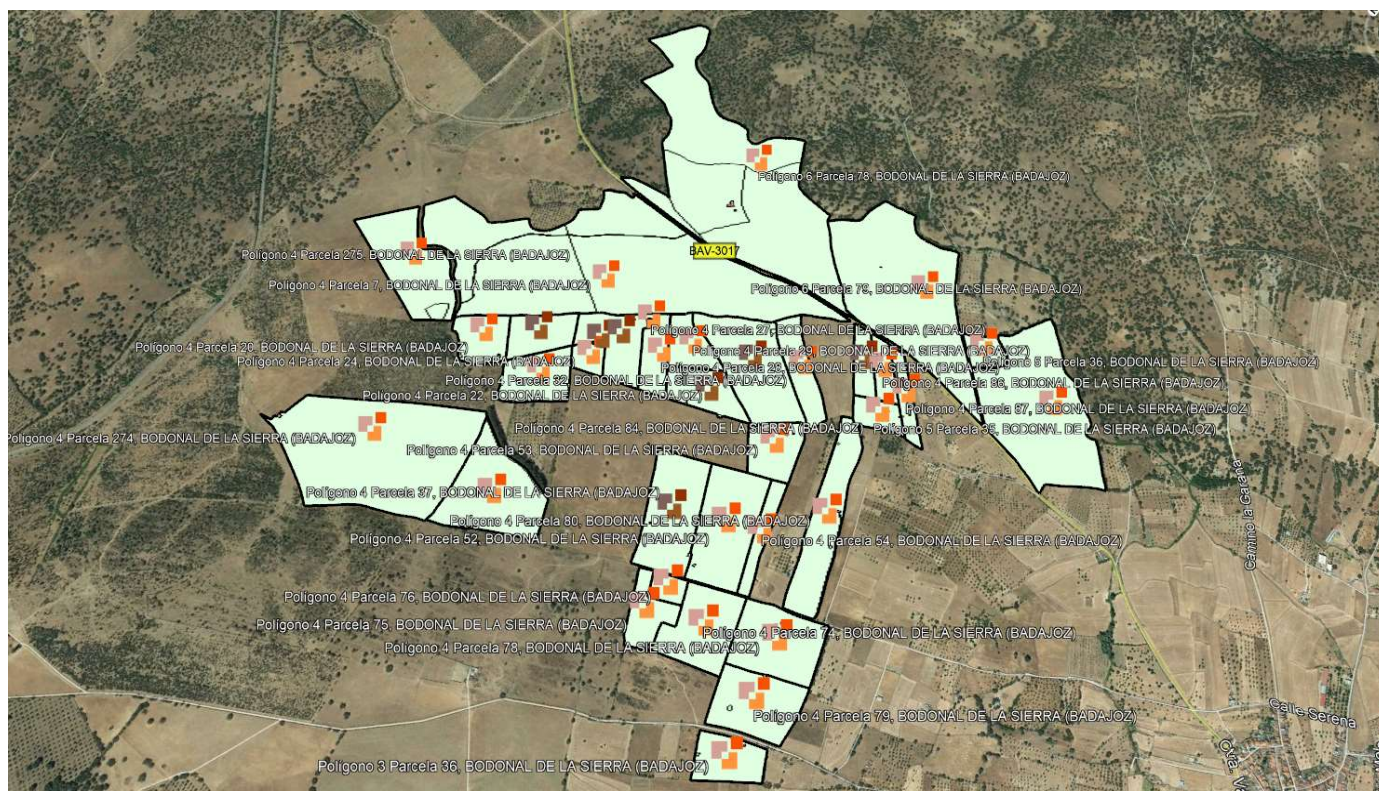 Polígono 6 Parcela 78, BODONAL DE LA SIERRA (BADAJOZ)
BAV-3017
Polígono 4 Parcela 275, BODONAL DE LA SIERRA (BADAJOZ)
Polígono 4 Parcela 7, BODONAL DE LA SIERRA (BADAJOZ)
Polígono 6 Parcela 79, BODONAL DE LA SIERRA (BADAJOZ)
Polígono 4 Parcela 27, BODONAL DE LA SIERRA (BADAJOZ)
Polígono 4 Parcela 20, BODONAL DE LA SIERRA (BADAJOZ)
Polígono 4 Parcela 29, BODONAL DE LA SIERRA (BADAJOZ)
Polígono 4 Parcela 24, BODONAL DE LA SIERRA (BADAJOZ)
Polígono 4 Parcela 28, BODONAL DE LA SIERRA (BADAJOZ)
Polígono 5 Parcela 36, BODONAL DE LA SIERRA (BADAJOZ)
Polígono 4 Parcela 32, BODONAL DE LA SIERRA (BADAJOZ)
Polígono 4 Parcela 86, BODONAL DE LA SIERRA (BADAJOZ)
Polígono 4 Parcela 22, BODONAL DE LA SIERRA (BADAJOZ)
Polígono 4 Parcela 87, BODONAL DE LA SIERRA (BADAJOZ)
Polígono 4 Parcela 84, BODONAL DE LA SIERRA (BADAJOZ)
Polígono 5 Parcela 35, BODONAL DE LA SIERRA (BADAJOZ)
Polígono 4 Parcela 274, BODONAL DE LA SIERRA (BADAJOZ)
Polígono 4 Parcela 53, BODONAL DE LA SIERRA (BADAJOZ)
Polígono 4 Parcela 37, BODONAL DE LA SIERRA (BADAJOZ)
Polígono 4 Parcela 80, BODONAL DE LA SIERRA (BADAJOZ)
Polígono 4 Parcela 52, BODONAL DE LA SIERRA (BADAJOZ)
Polígono 4 Parcela 54, BODONAL DE LA SIERRA (BADAJOZ)
Polígono 4 Parcela 76, BODONAL DE LA SIERRA (BADAJOZ)
Polígono 4 Parcela 75, BODONAL DE LA SIERRA (BADAJOZ)
Polígono 4 Parcela 74, BODONAL DE LA SIERRA (BADAJOZ)
Polígono 4 Parcela 78, BODONAL DE LA SIERRA (BADAJOZ)
Polígono 4 Parcela 79, BODONAL DE LA SIERRA (BADAJOZ)
Polígono 3 Parcela 36, BODONAL DE LA SIERRA (BADAJOZ)
Calle Serena